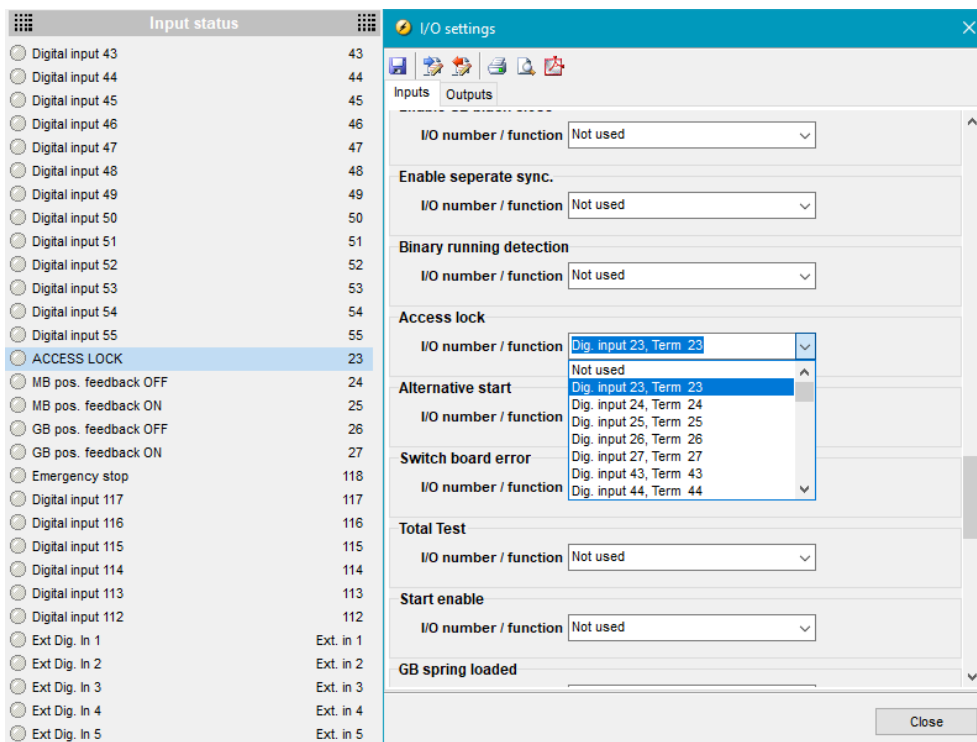 Input status
Digital input 43 43
Digital input 44 44
Digital input 45 45
Digital input 46 46
Digital input 47 47
Digital input 48 48
Digital input 49 49
Digital input 50 50
Digital input 51 51
Digital input 52 52
Digital input 53 53
Digital input 54 54
Digital input 55 55
ACCESS LOCK 23
MB pos. feedback OFF 24
MB pos. feedback ON 25
GB pos. feedback OFF 26
GB pos. feedback ON 27
Emergency stop 118
Digital input 117 117
Digital input 116 116
Digital input 115 115
Digital input 114 114
Digital input 113 113
Digital input 112 112
Ext Dig. In 1 Ext. in 1
Ext Dig. In 2 Ext. in 2
Ext Dig. In 3 Ext. in 3
Ext Dig. In 4 Ext. in 4
Ext Dig. In 5 Ext. in 5
I/O settings
Inputs Outputs
I/O number / function Not used
Enable seperate sync.
I/O number / function Not used
Binary running detection
I/O number / function Not used
Access lock
I/O number / function Dig. input 23, Term 23
Not used
Dig. input 23, Term 23
Dig. input 24, Term 24
Dig. input 25, Term 25
Dig. input 26, Term 26
Dig. input 27, Term 27
Dig. input 43, Term 43
Dig. input 44, Term 44
Alternative start
I/O number / function
Switch board error
I/O number / function
Total Test
I/O number / function Not used
Start enable
I/O number / function Not used
GB spring loaded
Close